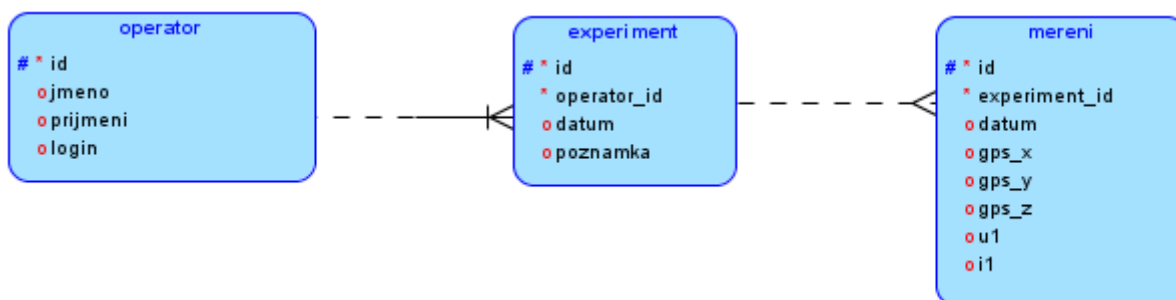 operator
# * id
o jmeno
o prijmeni
o login
experiment
# * id
* operator_id
o datum
o poznamka
mereni
# * id
* experiment_id
o datum
o gps_x
o gps_y
o gps_z
o u1
o i1